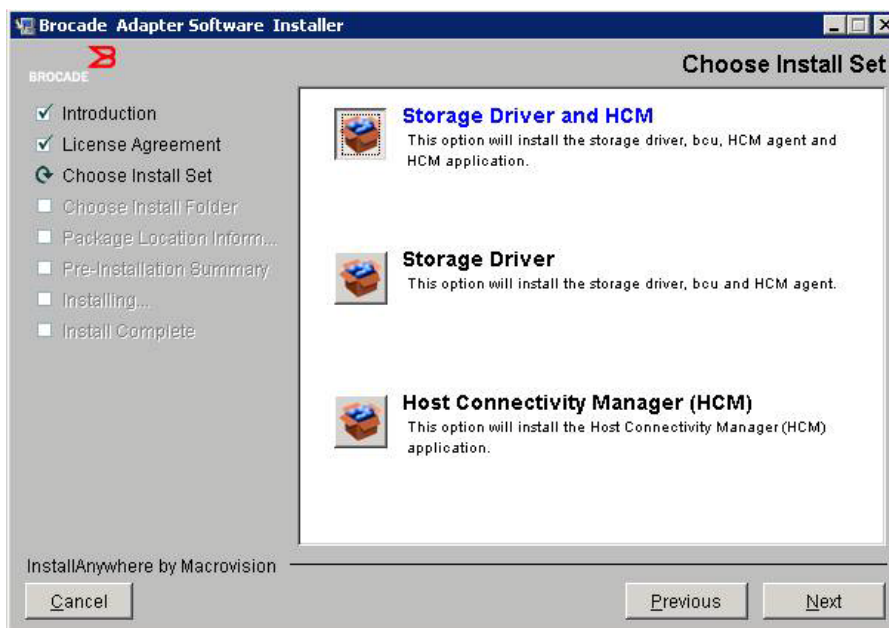 Brocade Adapter Software Installer
BROCADE
Choose Install Set
Introduction
License Agreement
Choose Install Set
Choose Install Folder
Package Location Inform...
Pre-Installation Summary
Installing...
Install Complete
Storage Driver and HCM
This option will install the storage driver, bcu, HCM agent and
HCM application.
Storage Driver
This option will install the storage driver, bcu and HCM agent.
Host Connectivity Manager (HCM)
This option will install the Host Connectivity Manager (HCM)
application.
InstallAnywhere by Macrovision
Cancel
Previous
Next